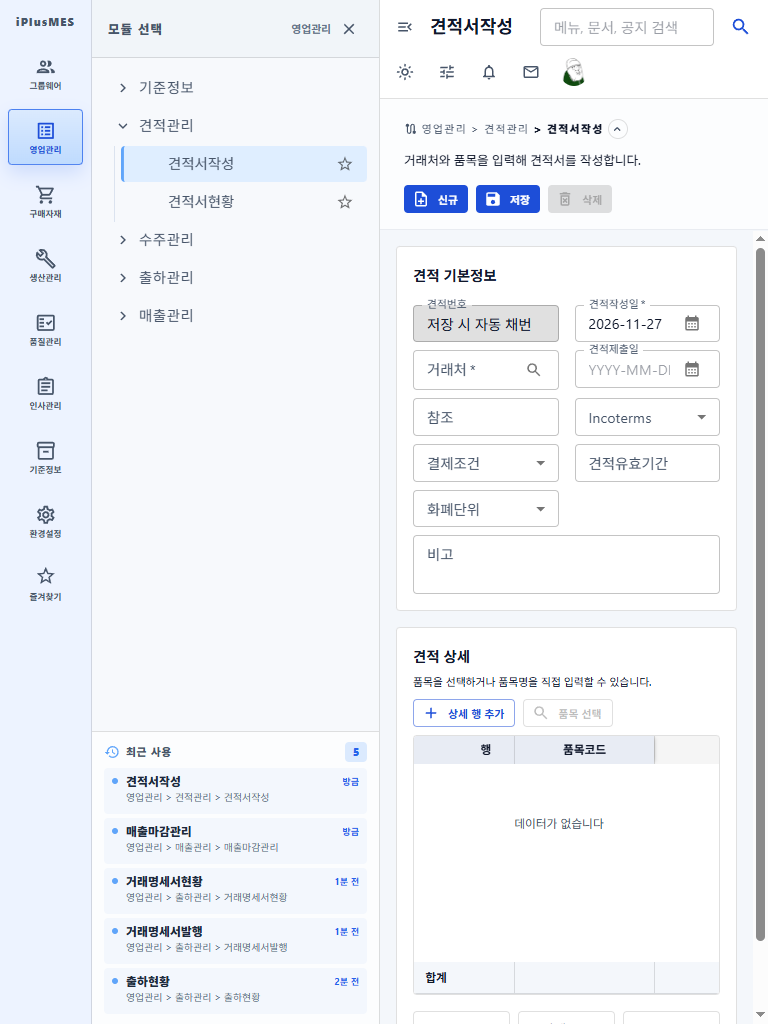 iPlusMES
그룹웨어
영업관리
구매자재
생산관리
품질관리
인사관리
기준정보
환경설정
즐겨찾기
모듈 선택
영업관리
기준정보
견적관리
견적서작성
견적서현황
수주관리
출하관리
매출관리
최근 사용
5
견적서작성
방금
영업관리 > 견적관리 > 견적서작성
매출마감관리
방금
영업관리 > 매출관리 > 매출마감관리
거래명세서현황
1분 전
영업관리 > 출하관리 > 거래명세서현황
거래명세서발행
1분 전
영업관리 > 출하관리 > 거래명세서발행
출하현황
2분 전
영업관리 > 출하관리 > 출하현황
견적서작성
메뉴, 문서, 공지 검색
영업관리 > 견적관리 > 견적서작성
거래처와 품목을 입력해 견적서를 작성합니다.
신규
저장
삭제
견적 기본정보
견적번호
저장 시 자동 채번
견적작성일 *
2026-11-27
거래처 *
견적제출일
YYYY-MM-DD
참조
Incoterms
결제조건
견적유효기간
화폐단위
비고
견적 상세
품목을 선택하거나 품목명을 직접 입력할 수 있습니다.
상세 행 추가
품목 선택
행
품목코드
데이터가 없습니다
합계